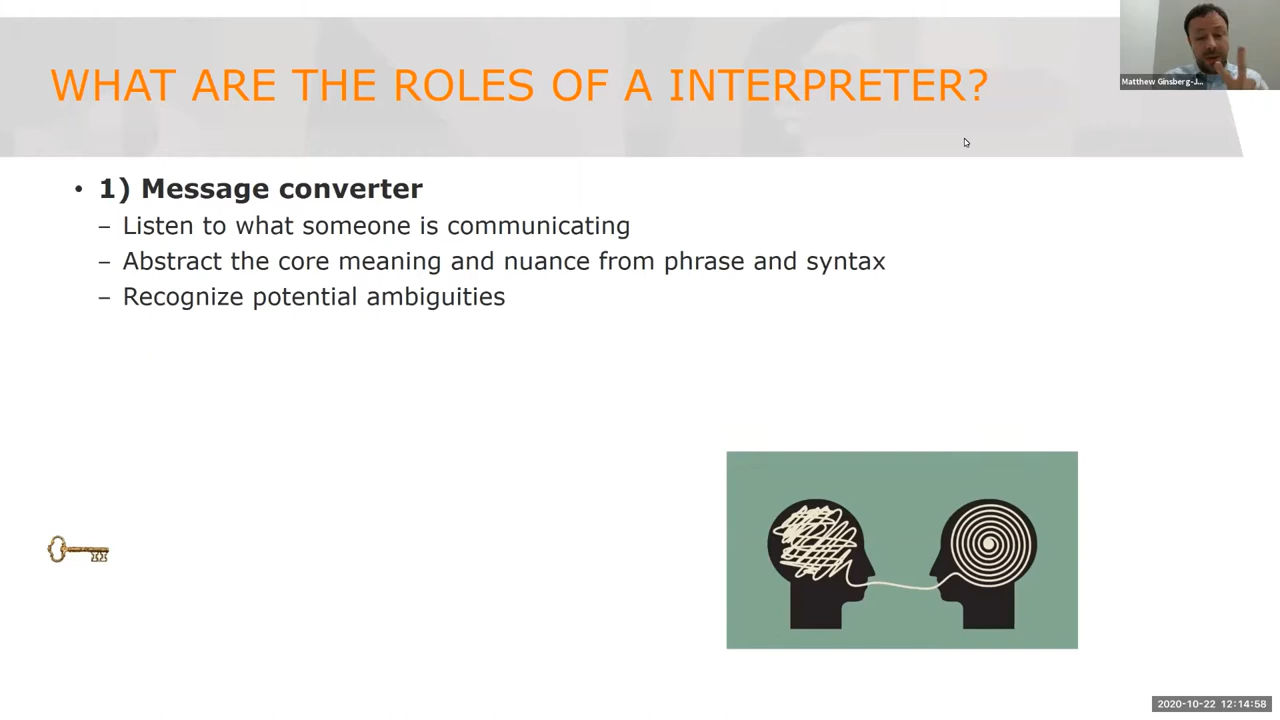 WHAT ARE THE ROLES OF A INTERPRETER?
Matthew Ginsberg-J...
• 1) Message converter
– Listen to what someone is communicating
– Abstract the core meaning and nuance from phrase and syntax
– Recognize potential ambiguities
2020-10-22 12:14:58